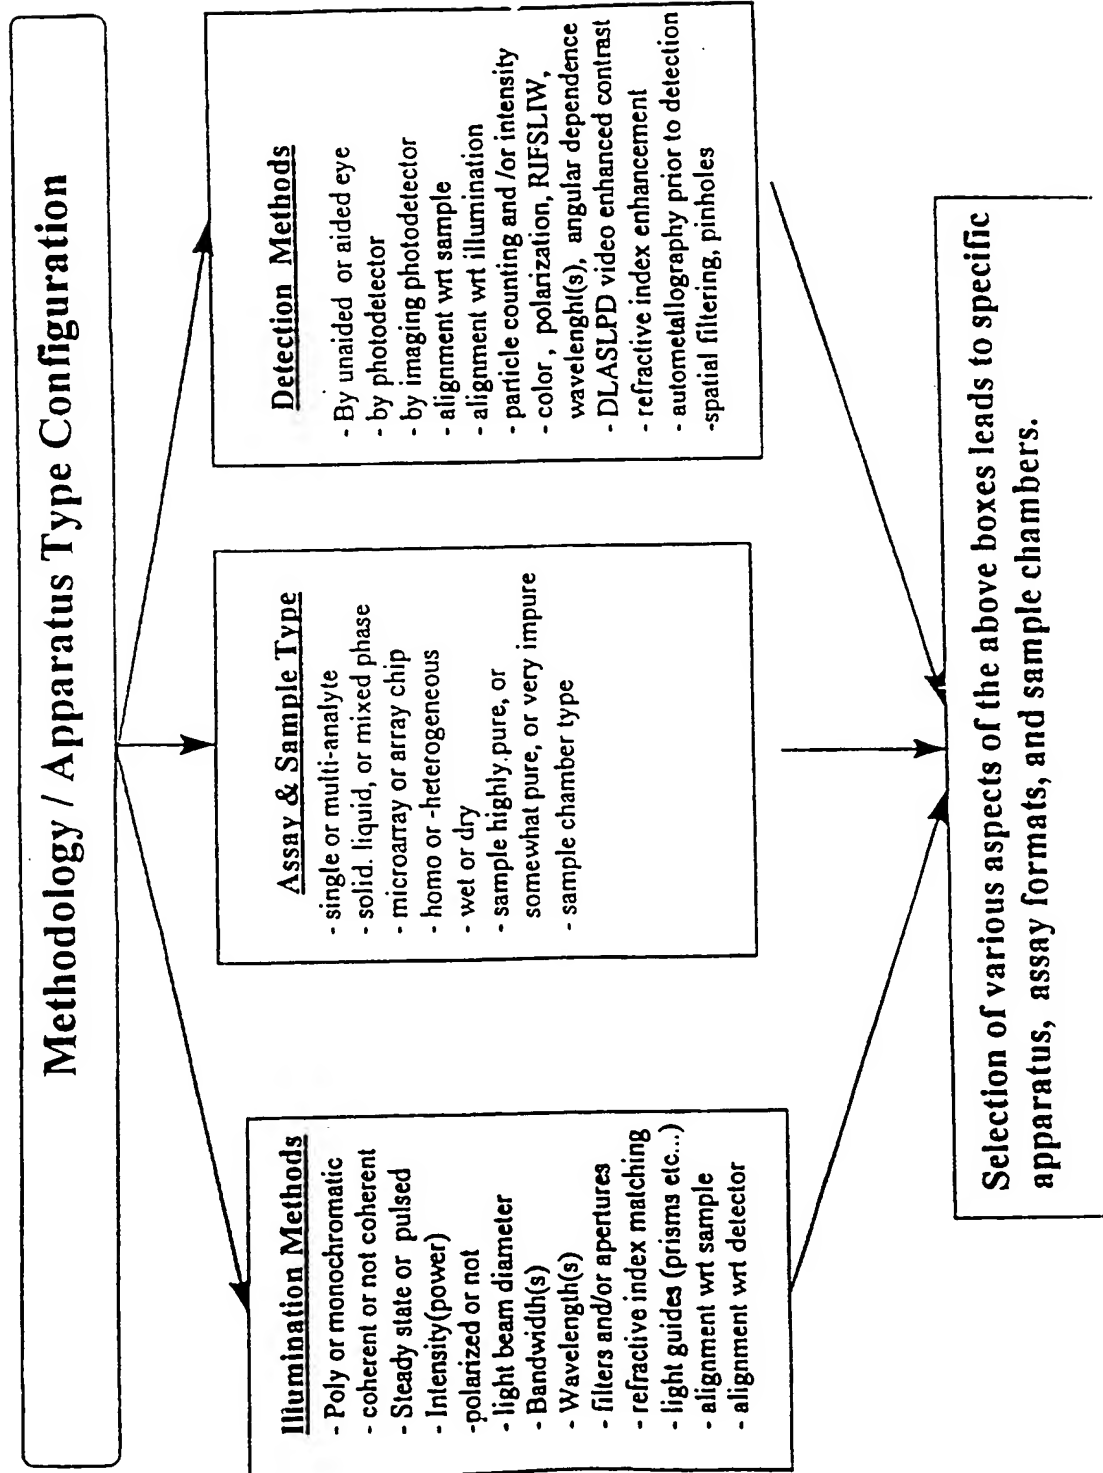 Methodology / Apparatus Type Configuration
Illumination Methods
- Poly or monochromatic
- coherent or not coherent
- Steady state or pulsed
- Intensity(power)
-polarized or not
- light beam diameter
- Bandwidth(s)
- Wavelength(s)
- filters and/or apertures
- refractive index matching
- light guides (prisms etc...)
- alignment wrt sample
- alignment wrt detector
Assay & Sample Type
- single or multi-analyte
- solid. liquid, or mixed phase
- microarray or array chip
- homo or -heterogeneous
- wet or dry
- sample highly.pure, or
somewhat pure, or very impure
- sample chamber type
Detection Methods
- By unaided or aided eye
- by photodetector
- by imaging photodetector
- alignment wrt sample
- alignment wrt illumination
- particle counting and /or intensity
- color, polarization, RIFSLIW,
wavelenght(s), angular dependence
- DLASLPD video enhanced contrast
- refractive index enhancement
- autometallography prior to detection
-spatial filtering, pinholes
Selection of various aspects of the above boxes leads to specific
apparatus, assay formats, and sample chambers.